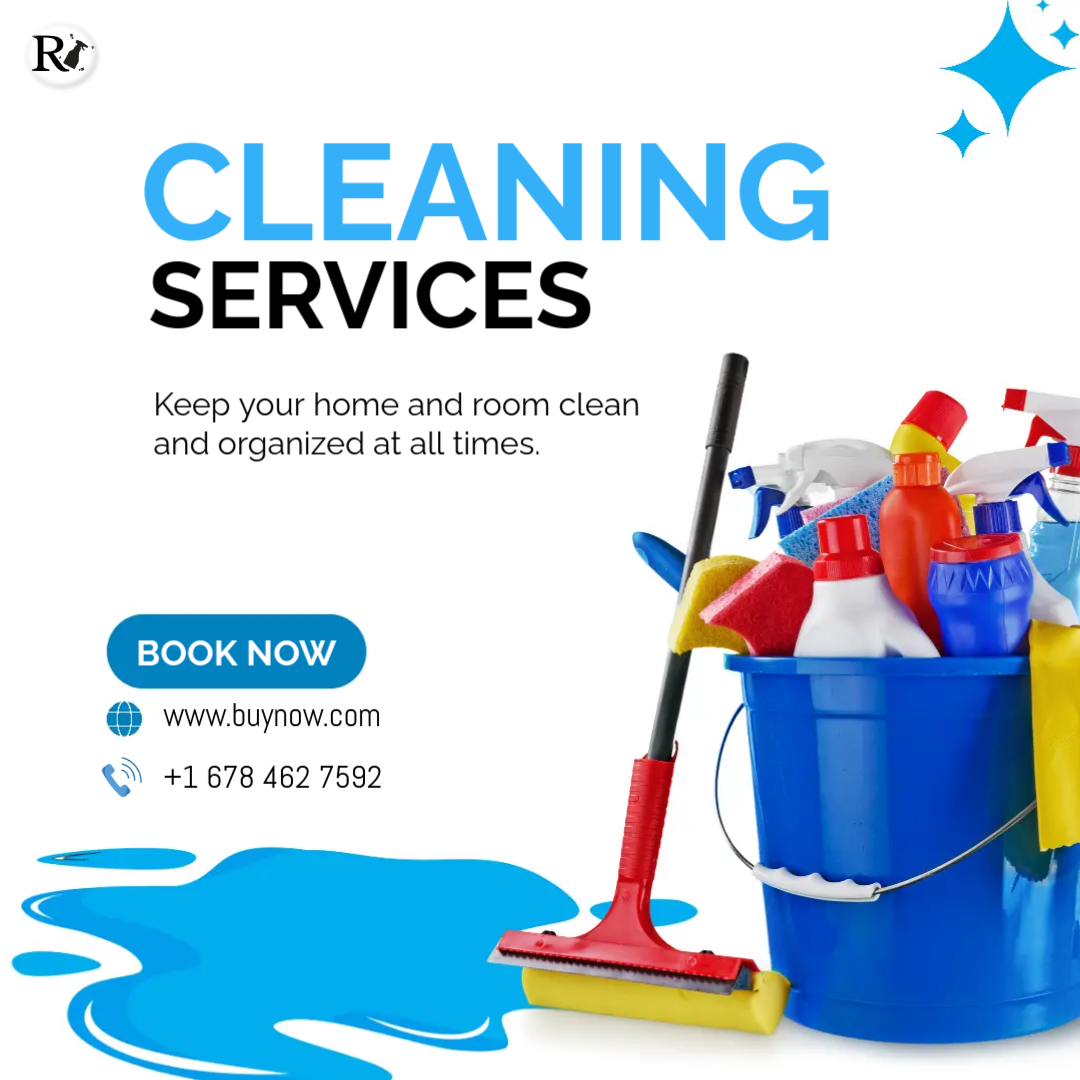 R
CLEANING
SERVICES
Keep your home and room clean
and organized at all times.
BOOK NOW
www.buynow.com
+1 678 462 7592